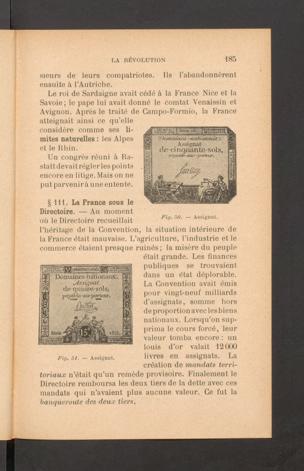 LA RÉVOLUTION 185
sieurs de leurs compatriotes. Ils l'abandonnèrent
ensuite à l'Autriche.
Le roi de Sardaigne avait cédé à la France Nice et la
Savoie; le pape lui avait donné le comtat Venaissin et
Avignon. Après le traité de Campo-Formio, la France
atteignait ainsi ce qu'elle
considère comme ses li-
mites naturelles : les Alpes
et le Rhin.
Un congrès réuni à Ra-
statt devait régler les points
encore en litige. Mais on ne
put parvenir à une entente.
Domaines nationaux.
Assignat
de cinquante sols,
payable au porteur.
Fig. 50. — Assignat.
§ 111. La France sous le
Directoire. — Au moment
où le Directoire recueillait
l'héritage de la Convention, la situation intérieure de
la France était mauvaise. L'agriculture, l'industrie et le
commerce étaient presque ruinés; la misère du peuple
était grande. Les finances
publiques se trouvaient
dans un état déplorable.
La Convention avait émis
pour vingt-neuf milliards
d'assignats, somme hors
de proportion avec les biens
nationaux. Lorsqu'on sup-
prima le cours forcé, leur
valeur tomba encore : un
louis d'or valait 12000
livres en assignats. La
création de mandats terri-
Domaines nationaux.
Assignat
de quinze sols,
payable au porteur.
15
Fig. 51. — Assignat.
toriaux n'était qu'un remède provisoire. Finalement le
Directoire remboursa les deux tiers de la dette avec ces
mandats qui n'avaient plus aucune valeur. Ce fut la
banqueroute des deux tiers.